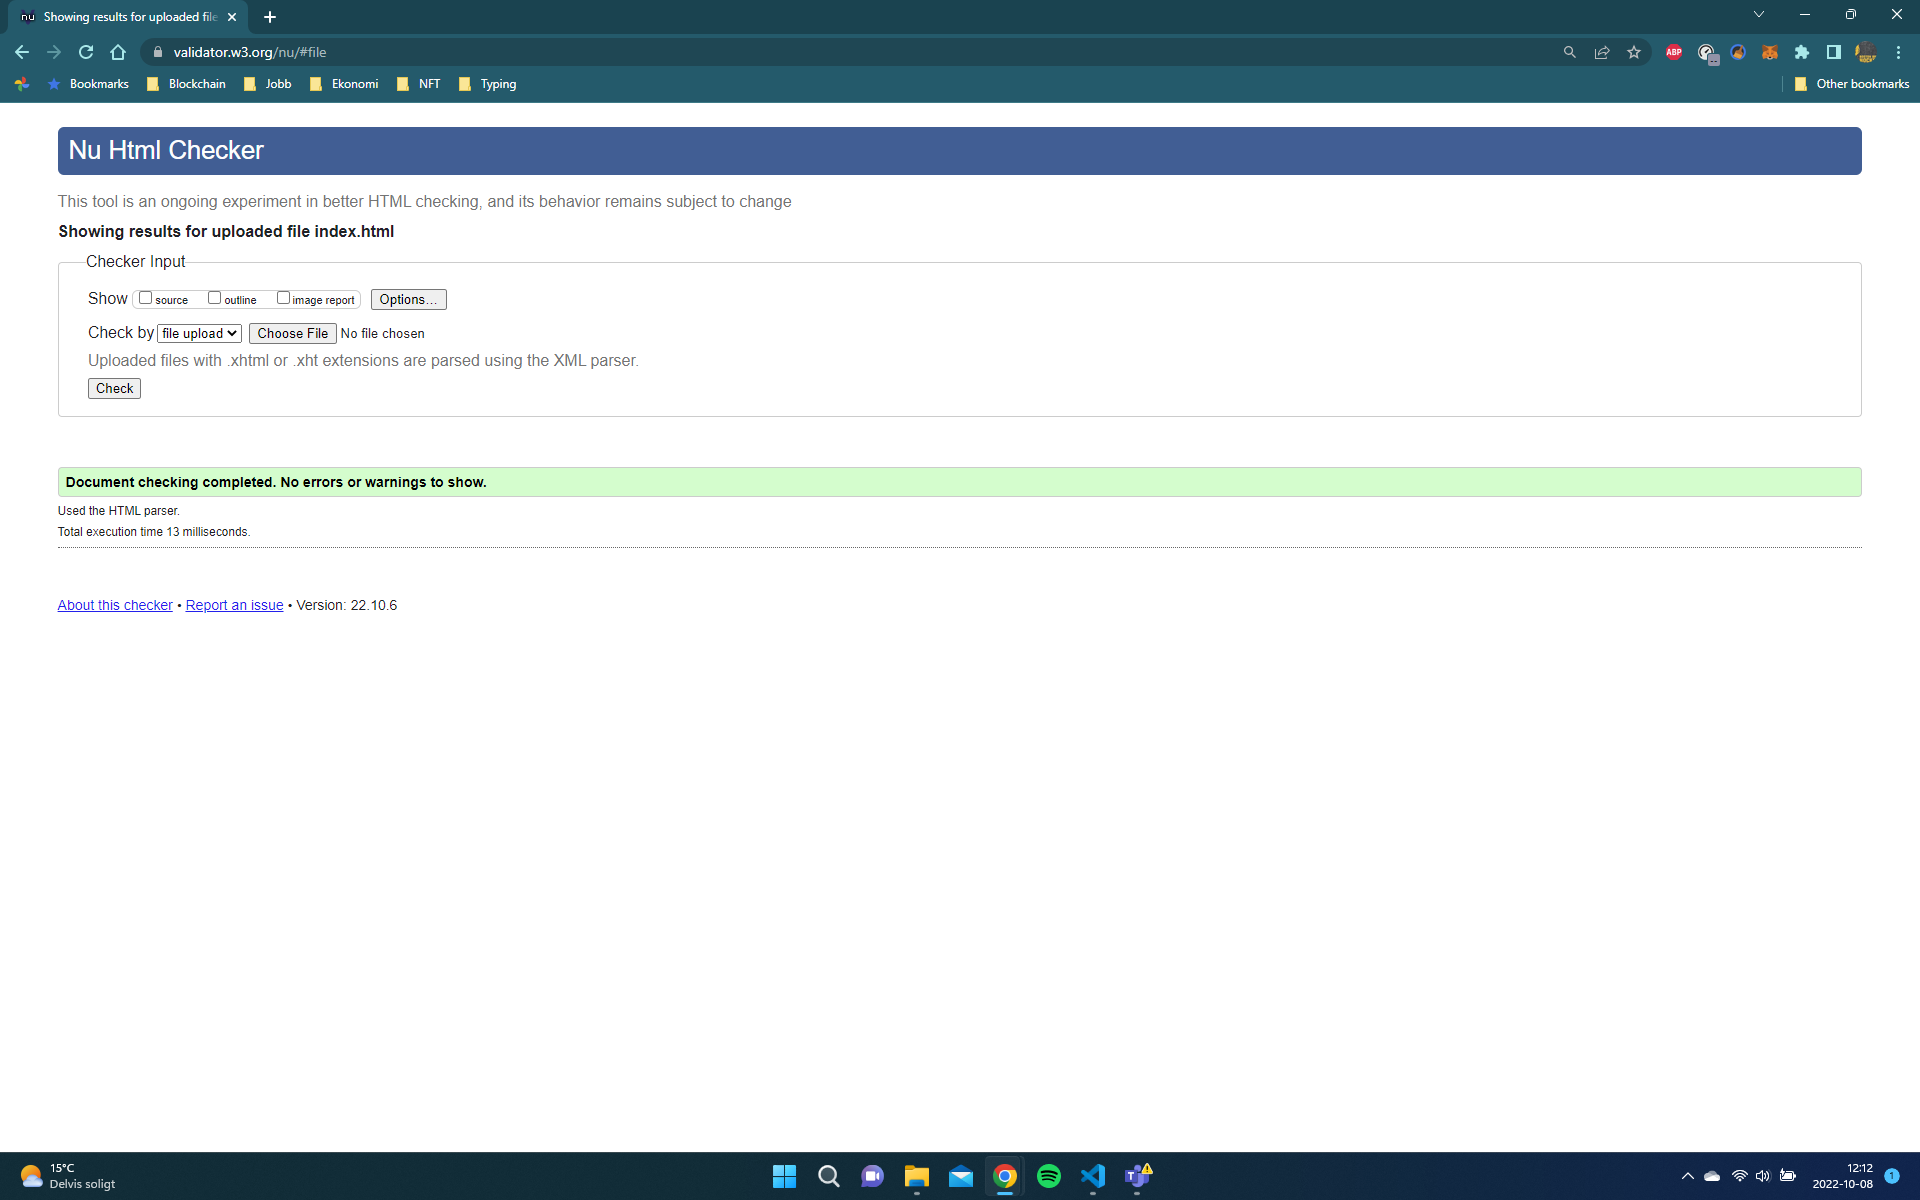 nu Showing results for uploaded file
validator.w3.org/nu/#file
ABP
Bookmarks Blockchain Jobb Ekonomi NFT Typing Other bookmarks
Nu Html Checker
This tool is an ongoing experiment in better HTML checking, and its behavior remains subject to change
Showing results for uploaded file index.html
Checker Input
Show source outline image report Options...
Check by file upload Choose File No file chosen
Uploaded files with .xhtml or .xht extensions are parsed using the XML parser.
Check
Document checking completed. No errors or warnings to show.
Used the HTML parser.
Total execution time 13 milliseconds.
About this checker • Report an issue • Version: 22.10.6
15°C
Delvis soligt
12:12
2022-10-08
1